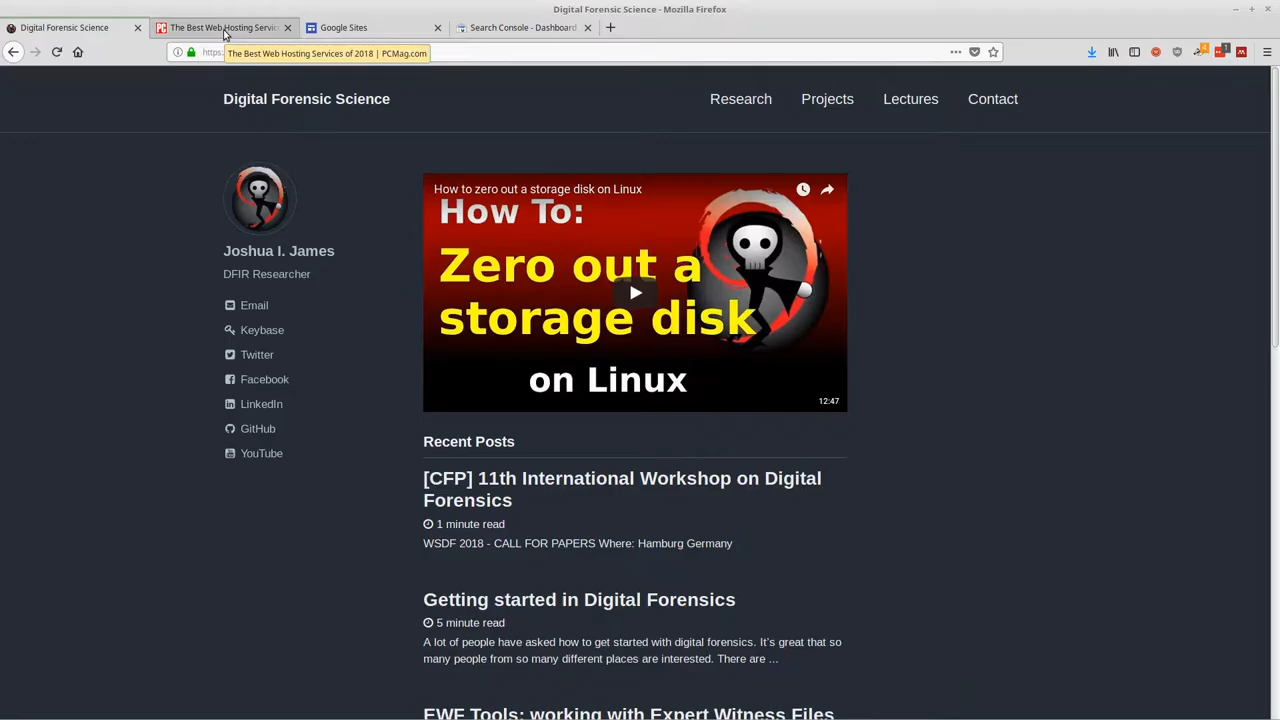 Digital Forensic Science - Mozilla Firefox
Digital Forensic Science
The Best Web Hosting Servic
Google Sites
Search Console - Dashboard
https:
The Best Web Hosting Services of 2018 | PCMag.com
Digital Forensic Science
Research
Projects
Lectures
Contact
Joshua I. James
DFIR Researcher
Email
Keybase
Twitter
Facebook
LinkedIn
GitHub
YouTube
How to zero out a storage disk on Linux
How To:
Zero out a
storage disk
on Linux
12:47
Recent Posts
[CFP] 11th International Workshop on Digital
Forensics
1 minute read
WSDF 2018 - CALL FOR PAPERS Where: Hamburg Germany
Getting started in Digital Forensics
5 minute read
A lot of people have asked how to get started with digital forensics. It's great that so
many people from so many different places are interested. There are ...
EWF Tools: working with Expert Witness Files